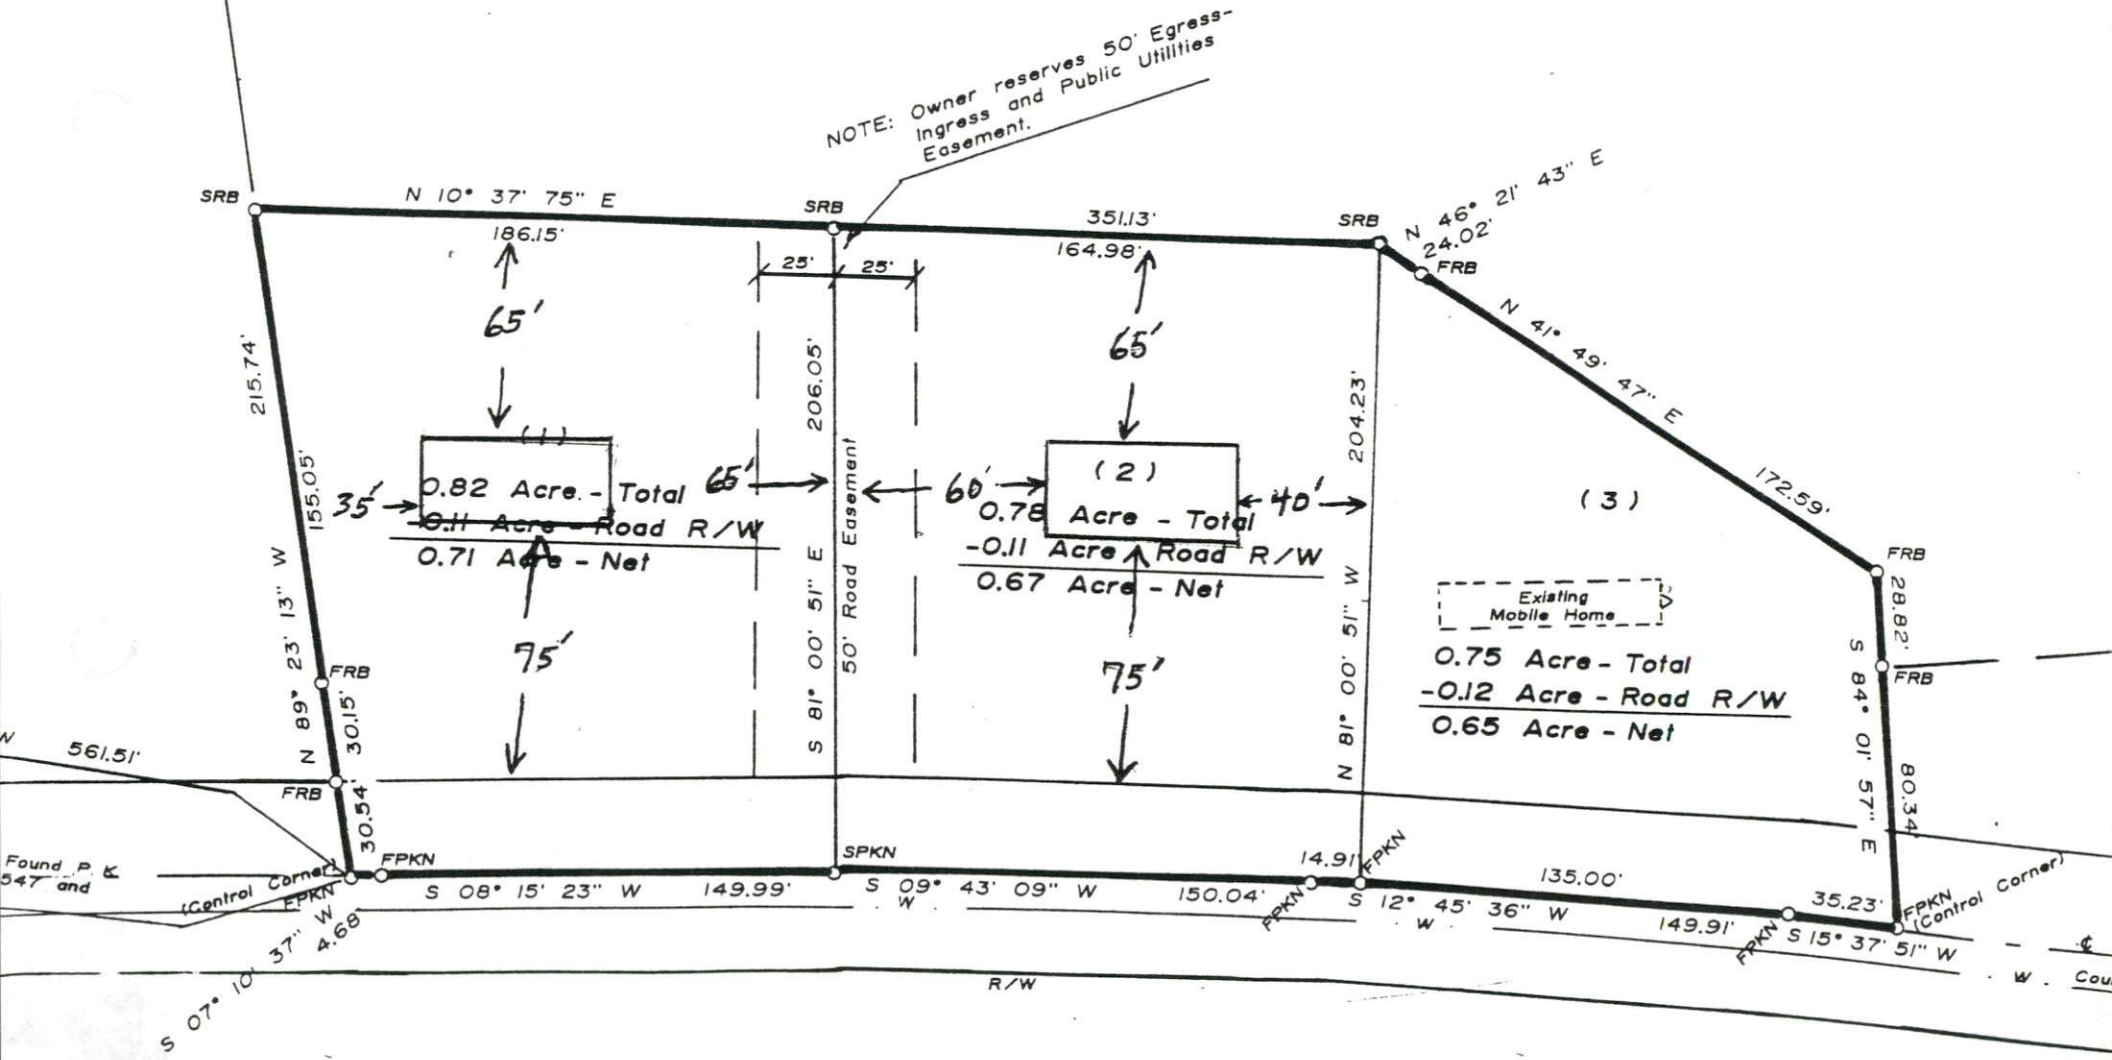 NOTE: Owner reserves 50' Egress-
Ingress and Public Utilities
Easement.
SRB
N 10° 37' 75" E
186.15'
SRB
351.13'
164.98'
SRB
N 46° 21' 43" E
24.02'
FRB
25'
25'
65'
65'
N 41° 49' 47" E
172.59'
215.74'
155.05'
206.05'
204.23'
(1)
0.82 Acre - Total
-0.11 Acre - Road R/W
0.71 Acre - Net
35'
65'
60'
40'
(2)
0.78 Acre - Total
-0.11 Acre - Road R/W
0.67 Acre - Net
(3)
Existing
Mobile Home
0.75 Acre - Total
-0.12 Acre - Road R/W
0.65 Acre - Net
75'
75'
50' Road Easement
S 81° 00' 51" E
N 81° 00' 51" W
N 89° 23' 13" W
FRB
30.15'
FRB
30.54
FRB
28.82'
FRB
S 84° 01' 57" E
80.34'
W
561.51'
Found P.K.
547 and
(Control Corner)
FPKN
S 07° 10' 37" W
4.68
FPKN
S 08° 15' 23" W
149.99'
SPKN
S 09° 43' 09" W
150.04'
14.91'
FPKN
FPKN
S 12° 45' 36" W
135.00'
149.91'
35.23'
FPKN
S 15° 37' 51" W
FPKN
(Control Corner)
W
W
W
℄
Cou
R/W